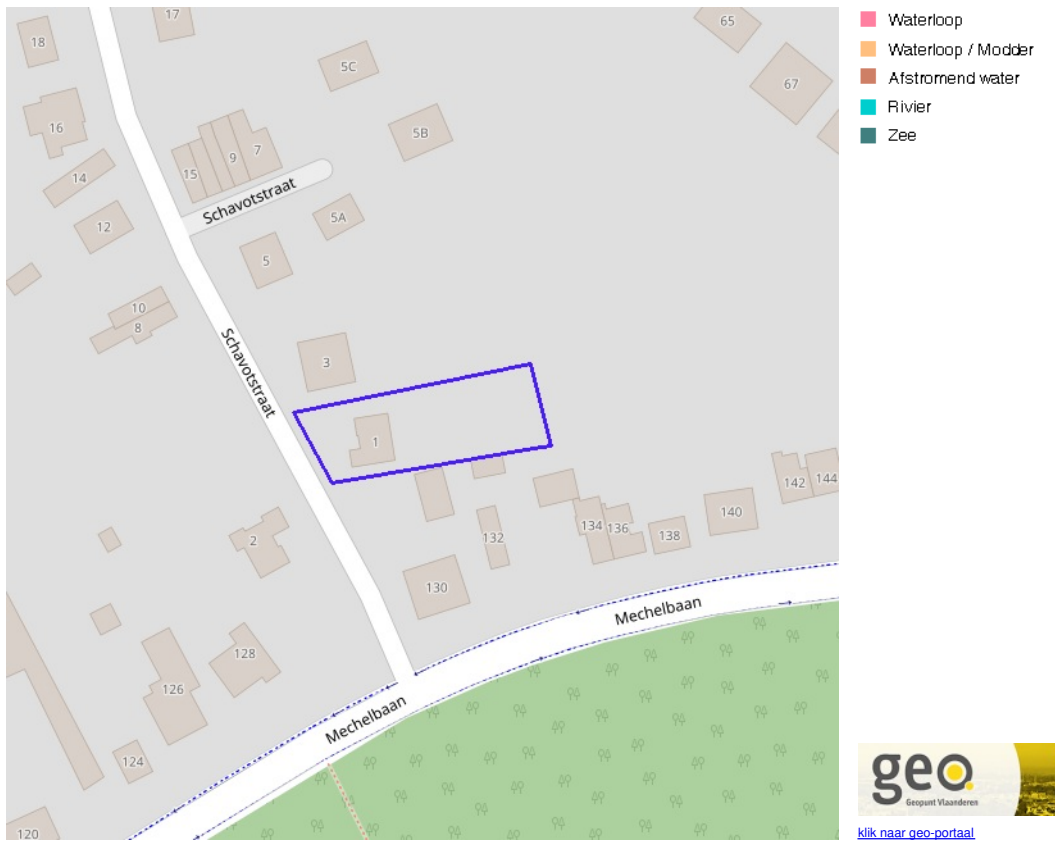 17
18
16
14
12
10
8
15
9
7
Schavotstraat
5C
5B
5A
5
65
67
Schavotstraat
3
1
2
132
130
134
136
138
140
142
144
128
126
124
120
Mechelbaan
Mechelbaan
Waterloop
Waterloop / Modder
Afstromend water
Rivier
Zee
geo.
Geopunt Vlaanderen
klik naar geo-portaal